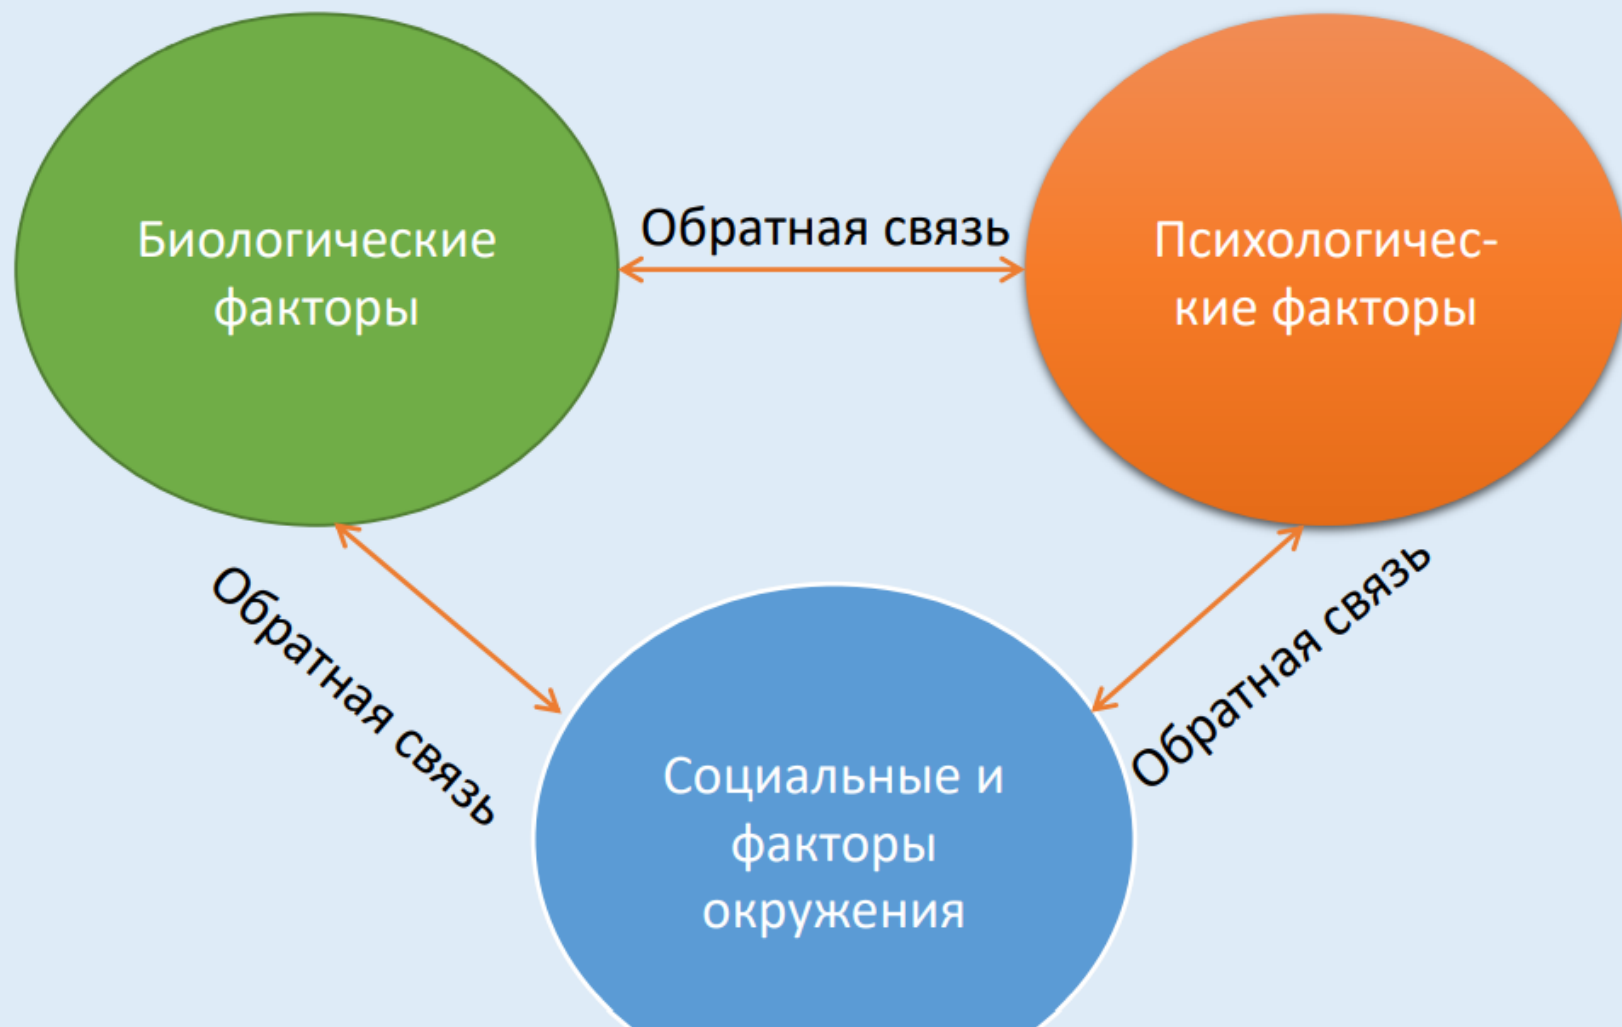 Биологические
факторы
Обратная связь
Психологичес-
кие факторы
Обратная связь
Обратная связь
Социальные и
факторы
окружения